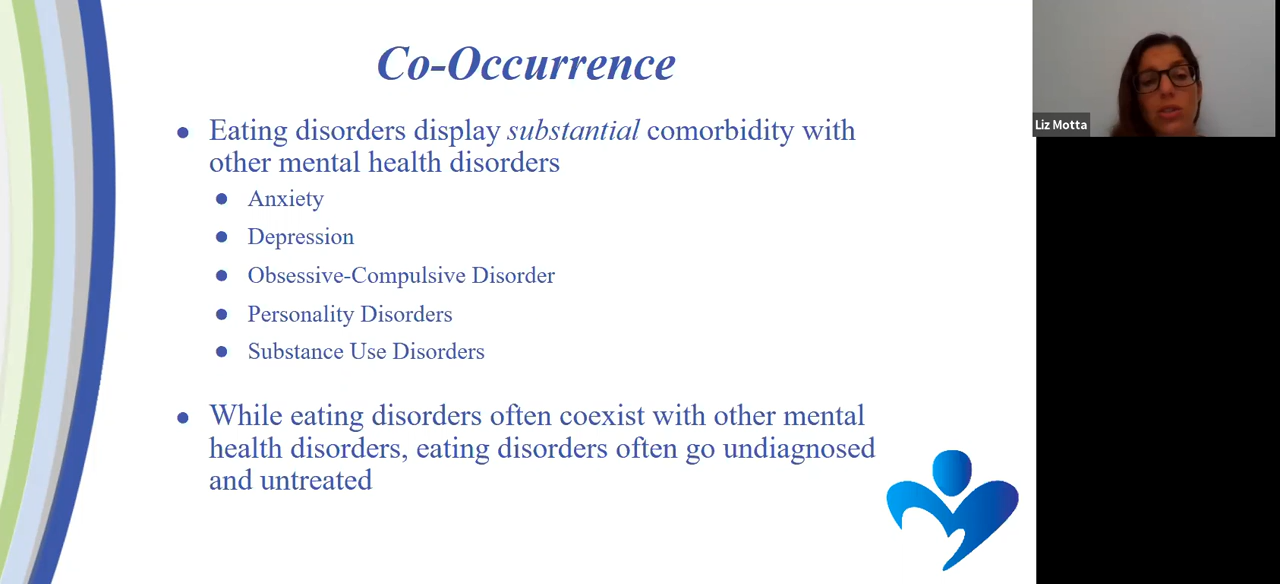 Co-Occurrence
Eating disorders display substantial comorbidity with
other mental health disorders
Anxiety
Depression
Obsessive-Compulsive Disorder
Personality Disorders
Substance Use Disorders
While eating disorders often coexist with other mental
health disorders, eating disorders often go undiagnosed
and untreated
Liz Motta